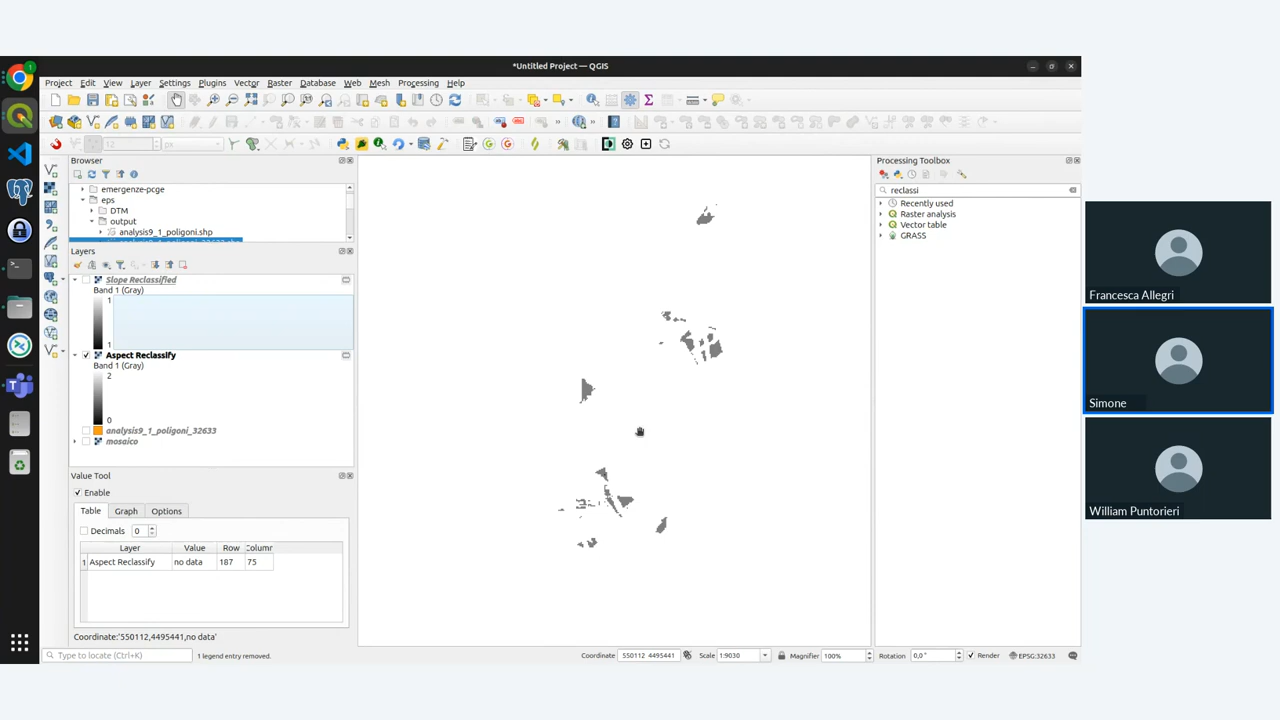 *Untitled Project — QGIS
Project Edit View Layer Settings Plugins Vector Raster Database Web Mesh Processing Help
12 px
Browser
emergenze-pcge
eps
DTM
output
analysis9_1_poligoni.shp
analysis9_1_poligoni_32633.shp
Layers
Slope Reclassified
Band 1 (Gray)
1
1
Aspect Reclassify
Band 1 (Gray)
2
0
analysis9_1_poligoni_32633
mosaico
Value Tool
Enable
Table Graph Options
Decimals 0
Layer Value Row Column
1 Aspect Reclassify no data 187 75
Coordinate:'550112,4495441,no data'
Type to locate (Ctrl+K) 1 legend entry removed. Coordinate 550112 4495441 Scale 1:9030 Magnifier 100% Rotation 0,0° Render EPSG:32633
Processing Toolbox
reclassi
Recently used
Raster analysis
Vector table
GRASS
Francesca Allegri
Simone
William Puntorieri